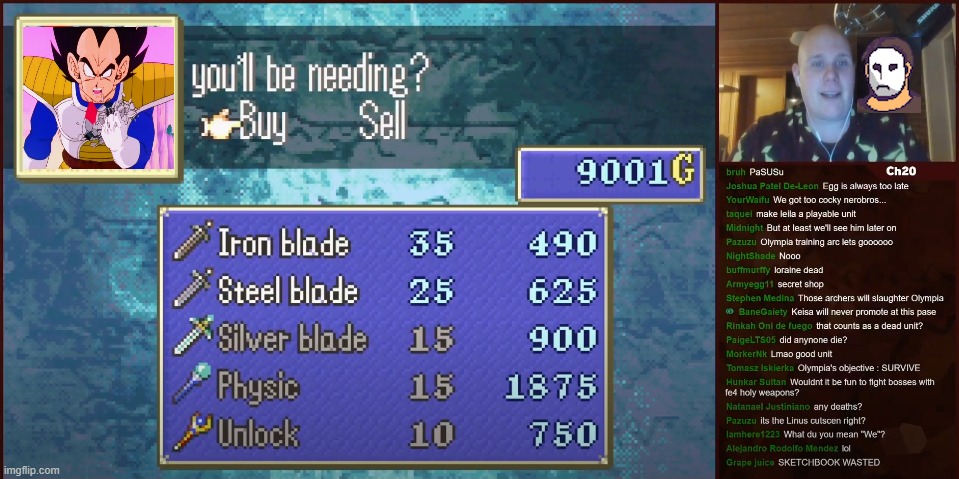 you'll be needing?
Buy Sell
9001G
Iron blade 35 490
Steel blade 25 625
Silver blade 15 900
Physic 15 1875
Unlock 10 750
imgflip.com
Ch20
bruh PaSUSu
Joshua Patel De-Leon Egg is always too late
YourWaifu We got too cocky nerobros...
taquei make leila a playable unit
Midnight But at least we'll see him later on
Pazuzu Olympia training arc lets goooooo
NightShade Nooo
buffmurffy loraine dead
Armyegg11 secret shop
Stephen Medina Those archers will slaughter Olympia
BaneGaiety Keisa will never promote at this pase
Rinkah Oni de fuego that counts as a dead unit?
PaigeLTS05 did anynone die?
MorkerNk Lmao good unit
Tomasz Iskierka Olympia's objective : SURVIVE
Hunkar Sultan Wouldnt it be fun to fight bosses with
fe4 holy weapons?
Natanael Justiniano any deaths?
Pazuzu its the Linus cutscen right?
Iamhere1223 What du you mean "We"?
Alejandro Rodolfo Mendez lol
Grape juice SKETCHBOOK WASTED